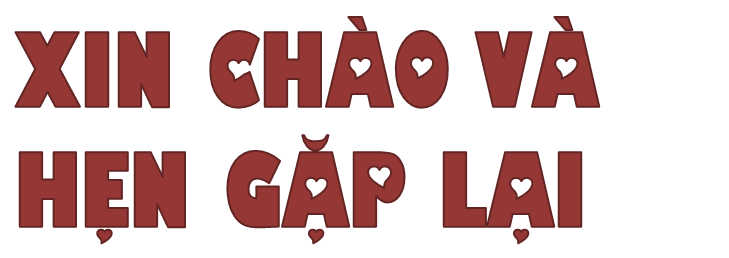 XIN CHÀO VÀ
HẸN GẶP LẠI